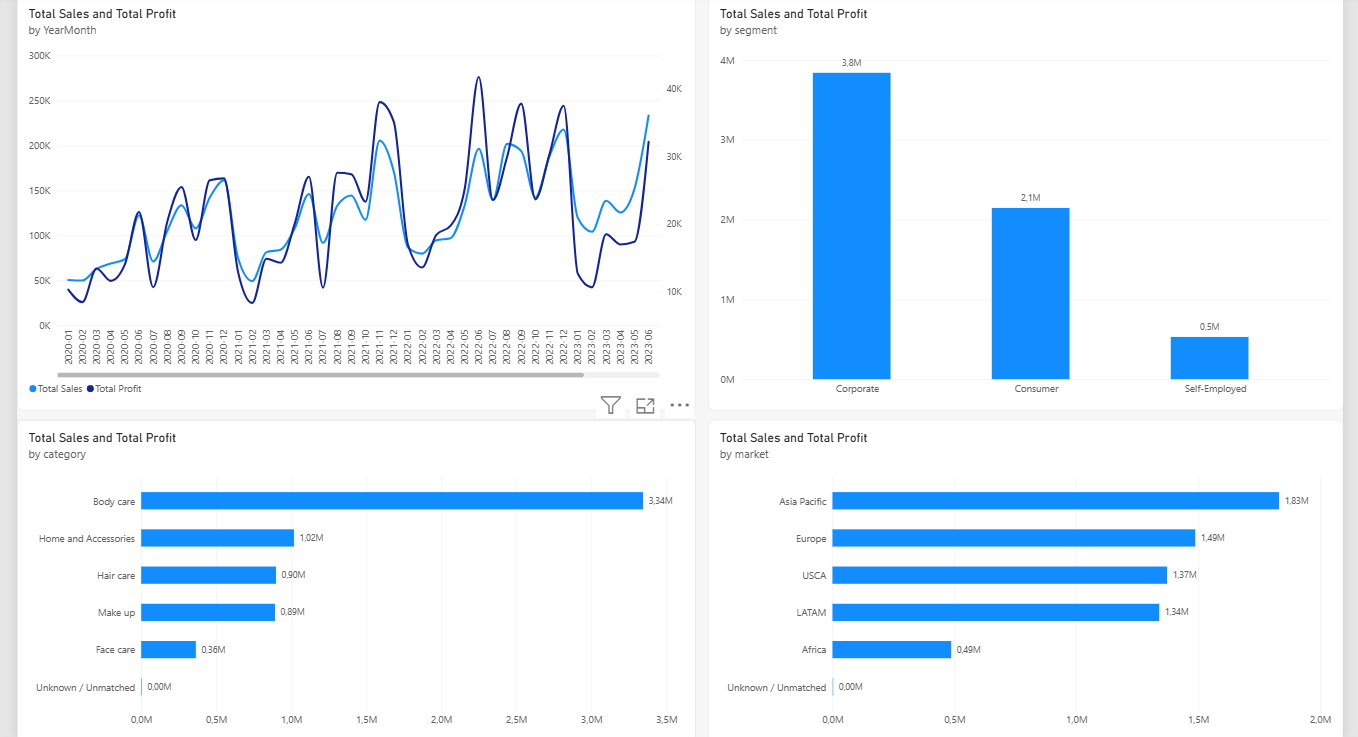 Total Sales and Total Profit
by YearMonth
300K
250K
200K
150K
100K
50K
0K
40K
30K
20K
10K
2020-01
2020-02
2020-03
2020-04
2020-05
2020-06
2020-07
2020-08
2020-09
2020-10
2020-11
2020-12
2021-01
2021-02
2021-03
2021-04
2021-05
2021-06
2021-07
2021-08
2021-09
2021-10
2021-11
2021-12
2022-01
2022-02
2022-03
2022-04
2022-05
2022-06
2022-07
2022-08
2022-09
2022-10
2022-11
2022-12
2023-01
2023-02
2023-03
2023-04
2023-05
2023-06
Total Sales Total Profit
Total Sales and Total Profit
by segment
4M
3M
2M
1M
0M
3,8M
2,1M
0,5M
Corporate
Consumer
Self-Employed
Total Sales and Total Profit
by category
Body care 3,34M
Home and Accessories 1,02M
Hair care 0,90M
Make up 0,89M
Face care 0,36M
Unknown / Unmatched 0,00M
0,0M 0,5M 1,0M 1,5M 2,0M 2,5M 3,0M 3,5M
Total Sales and Total Profit
by market
Asia Pacific 1,83M
Europe 1,49M
USCA 1,37M
LATAM 1,34M
Africa 0,49M
Unknown / Unmatched 0,00M
0,0M 0,5M 1,0M 1,5M 2,0M